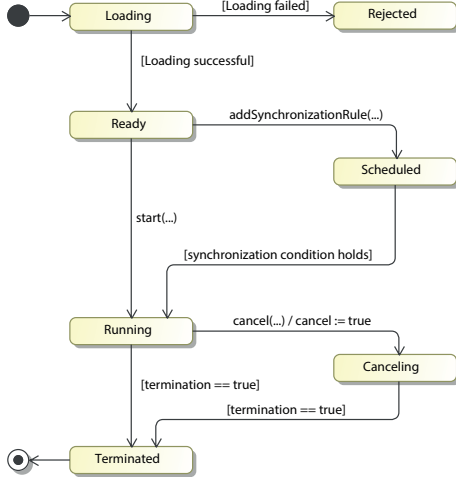 [Loading failed]
Loading
Rejected
[Loading successful]
Ready
addSynchronizationRule(...)
Scheduled
start(...)
[synchronization condition holds]
Running
cancel(...) / cancel := true
Canceling
[termination == true]
[termination == true]
Terminated